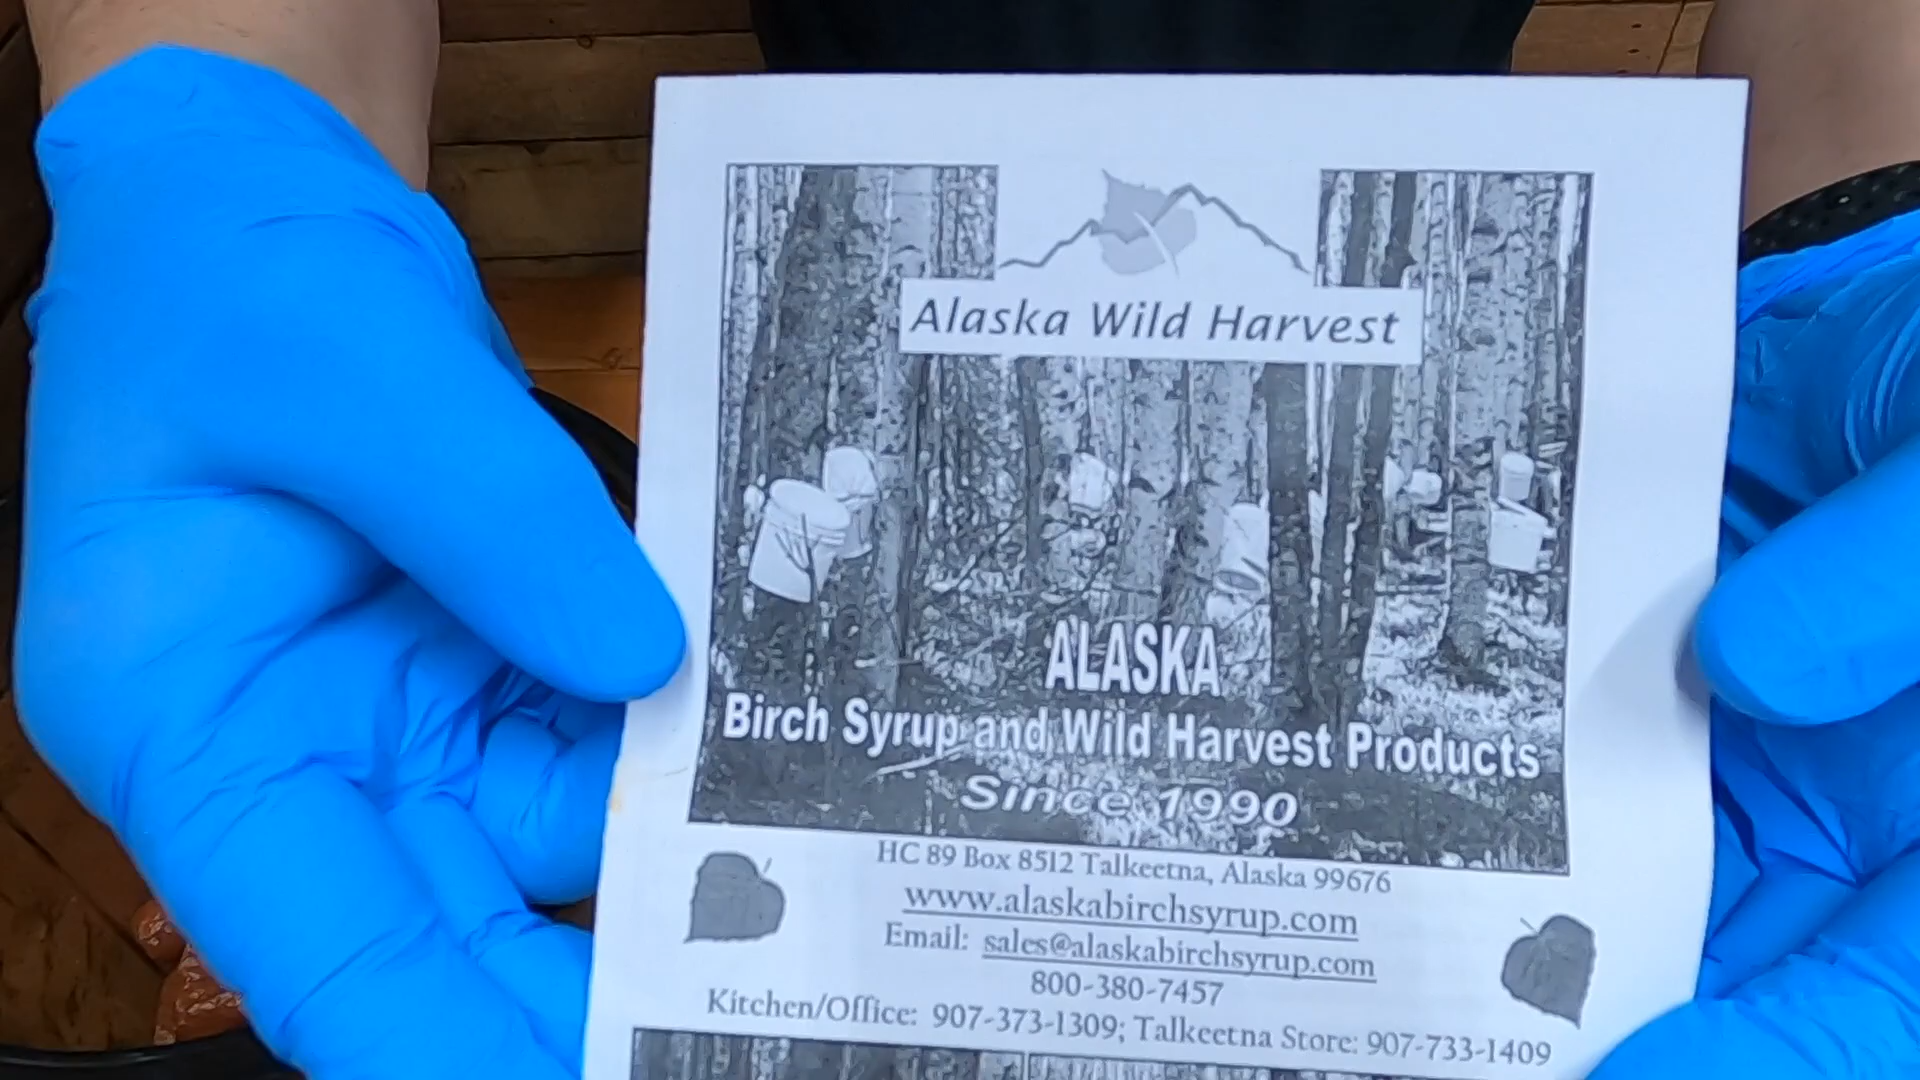 Alaska Wild Harvest
ALASKA
Birch Syrup and Wild Harvest Products
Since 1990
HC 89 Box 8512 Talkeetna, Alaska 99676
www.alaskabirchsyrup.com
Email: sales@alaskabirchsyrup.com
800-380-7457
Kitchen/Office: 907-373-1309; Talkeetna Store: 907-733-1409